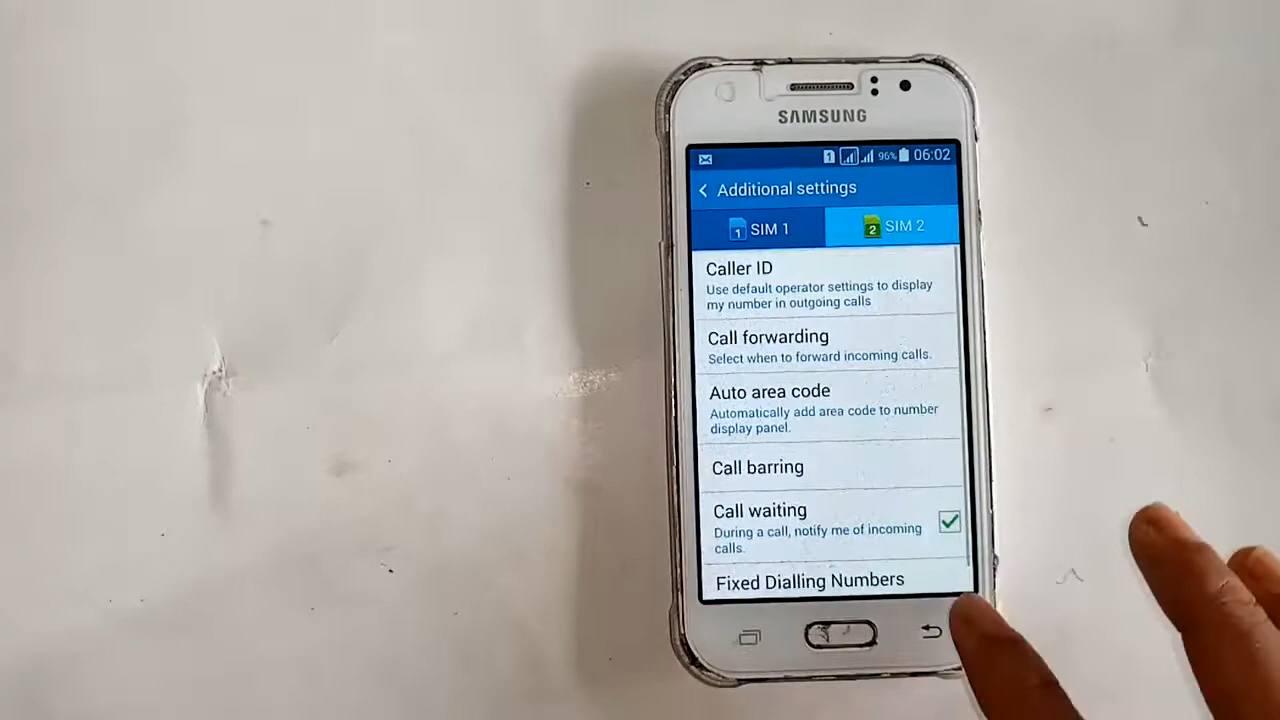 SAMSUNG
1 96% 06:02
Additional settings
1 SIM 1 2 SIM 2
Caller ID
Use default operator settings to display
my number in outgoing calls
Call forwarding
Select when to forward incoming calls.
Auto area code
Automatically add area code to number
display panel.
Call barring
Call waiting
During a call, notify me of incoming
calls.
Fixed Dialling Numbers